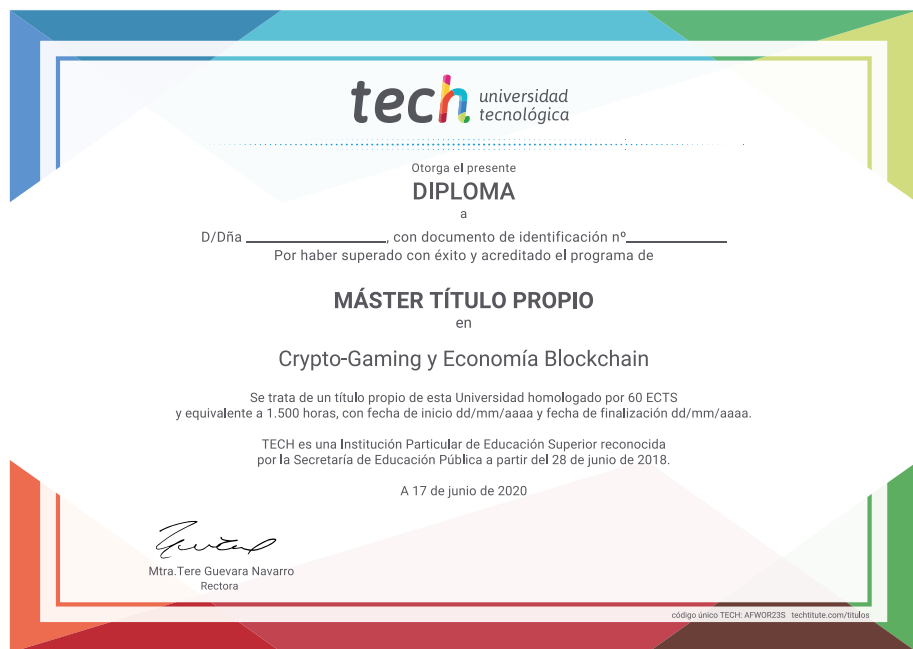 tech universidad
tecnológica
Otorga el presente
DIPLOMA
a
D/Dña ________________, con documento de identificación nº____________
Por haber superado con éxito y acreditado el programa de
MÁSTER TÍTULO PROPIO
en
Crypto-Gaming y Economía Blockchain
Se trata de un título propio de esta Universidad homologado por 60 ECTS
y equivalente a 1.500 horas, con fecha de inicio dd/mm/aaaa y fecha de finalización dd/mm/aaaa.
TECH es una Institución Particular de Educación Superior reconocida
por la Secretaría de Educación Pública a partir del 28 de junio de 2018.
A 17 de junio de 2020
Mtra.Tere Guevara Navarro
Rectora
código único TECH: AFWOR23S techtitute.com/titulos